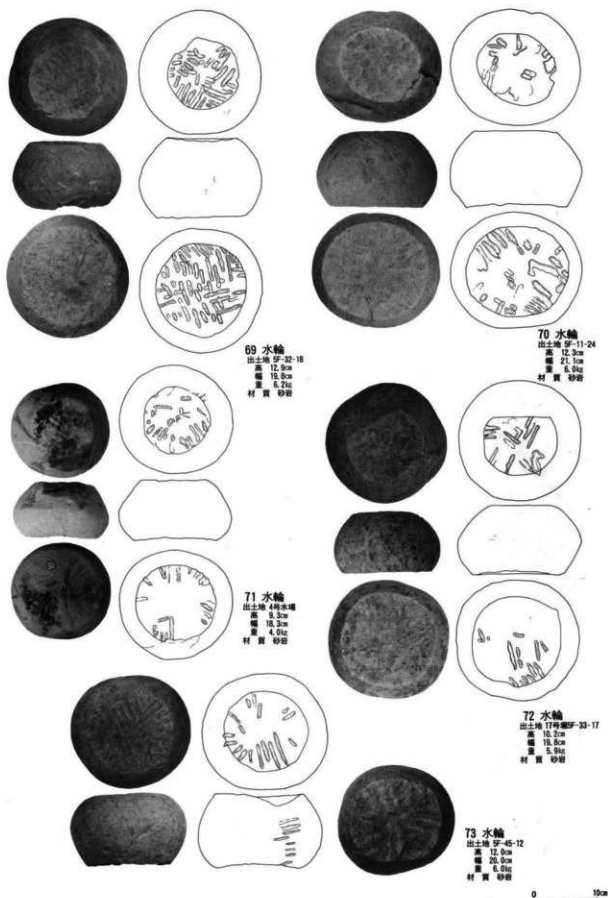 69 水輪
出土地 5F-32-18
高 12.9cm
幅 19.8cm
重 6.2kg
材 質 砂岩
70 水輪
出土地 5F-11-24
高 12.3cm
幅 21.1cm
重 6.0kg
材 質 砂岩
71 水輪
出土地 4号水場
高 9.3cm
幅 18.3cm
重 4.0kg
材 質 砂岩
72 水輪
出土地 17号堀5F-33-17
高 10.2cm
幅 19.8cm
重 5.9kg
材 質 砂岩
73 水輪
出土地 5F-45-12
高 12.0cm
幅 20.0cm
重 6.0kg
材 質 砂岩
0 10cm